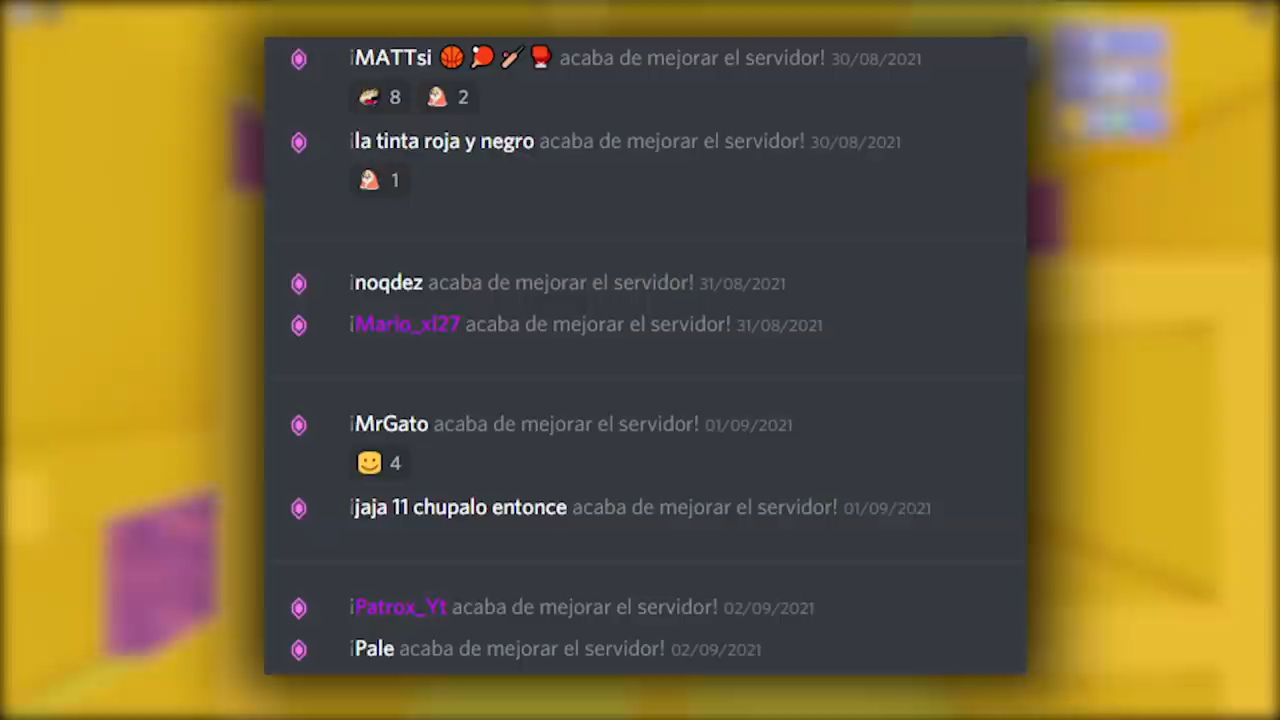 ¡MATTsi 🏀🏓🏏🥊 acaba de mejorar el servidor! 30/08/2021
8 2
¡la tinta roja y negro acaba de mejorar el servidor! 30/08/2021
1
¡noqdez acaba de mejorar el servidor! 31/08/2021
¡Mario_xl27 acaba de mejorar el servidor! 31/08/2021
¡MrGato acaba de mejorar el servidor! 01/09/2021
4
¡jaja 11 chupalo entonce acaba de mejorar el servidor! 01/09/2021
¡Patrox_Yt acaba de mejorar el servidor! 02/09/2021
¡Pale acaba de mejorar el servidor! 02/09/2021